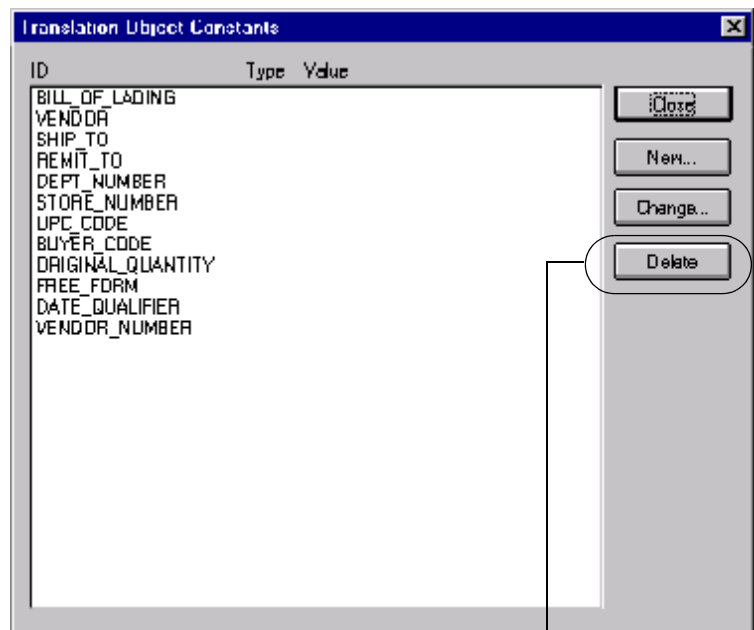 Translation Object Constants
ID Type Value
BILL_OF_LADING
VENDOR
SHIP_TO
REMIT_TO
DEPT_NUMBER
STORE_NUMBER
UPC_CODE
BUYER_CODE
ORIGINAL_QUANTITY
FREE_FORM
DATE_QUALIFIER
VENDOR_NUMBER
Close
New...
Change...
Delete